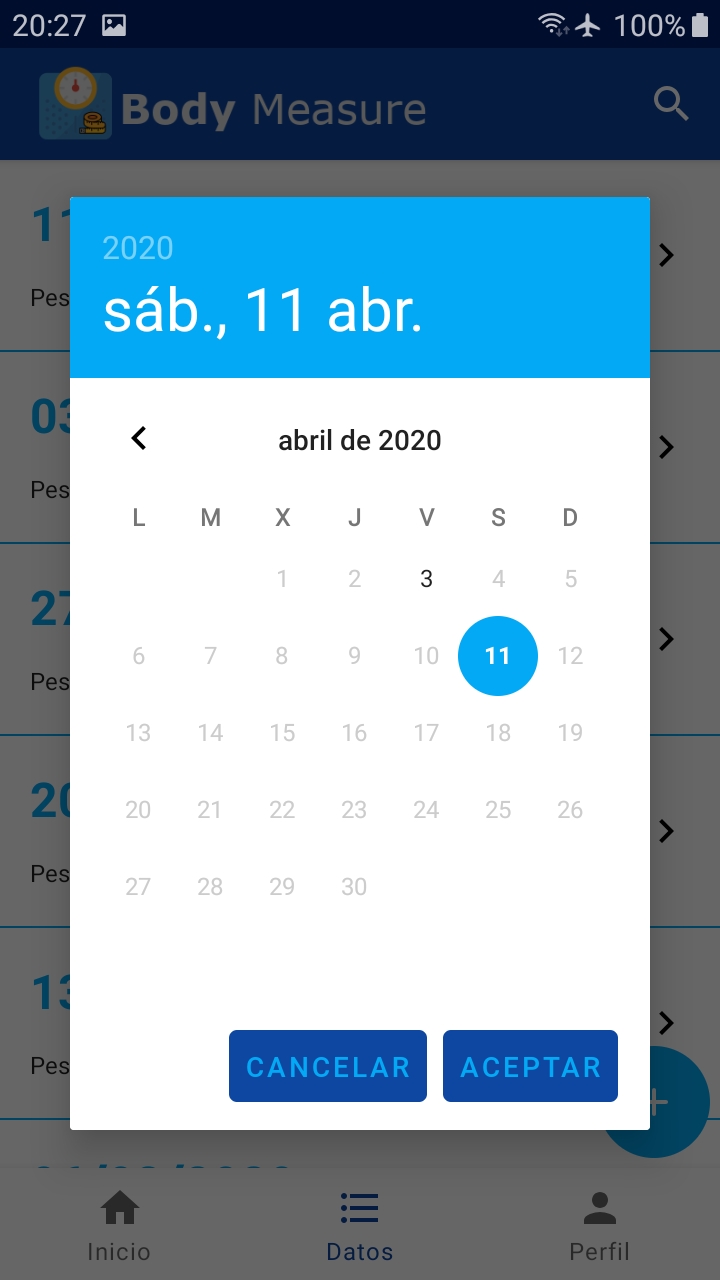 20:27 100%
Body Measure
2020
sáb., 11 abr.
abril de 2020
L M X J V S D
1 2 3 4 5
6 7 8 9 10 11 12
13 14 15 16 17 18 19
20 21 22 23 24 25 26
27 28 29 30
CANCELAR ACEPTAR
11
Pes
03
Pes
27
Pes
20
Pes
13
Pes
Inicio Datos Perfil